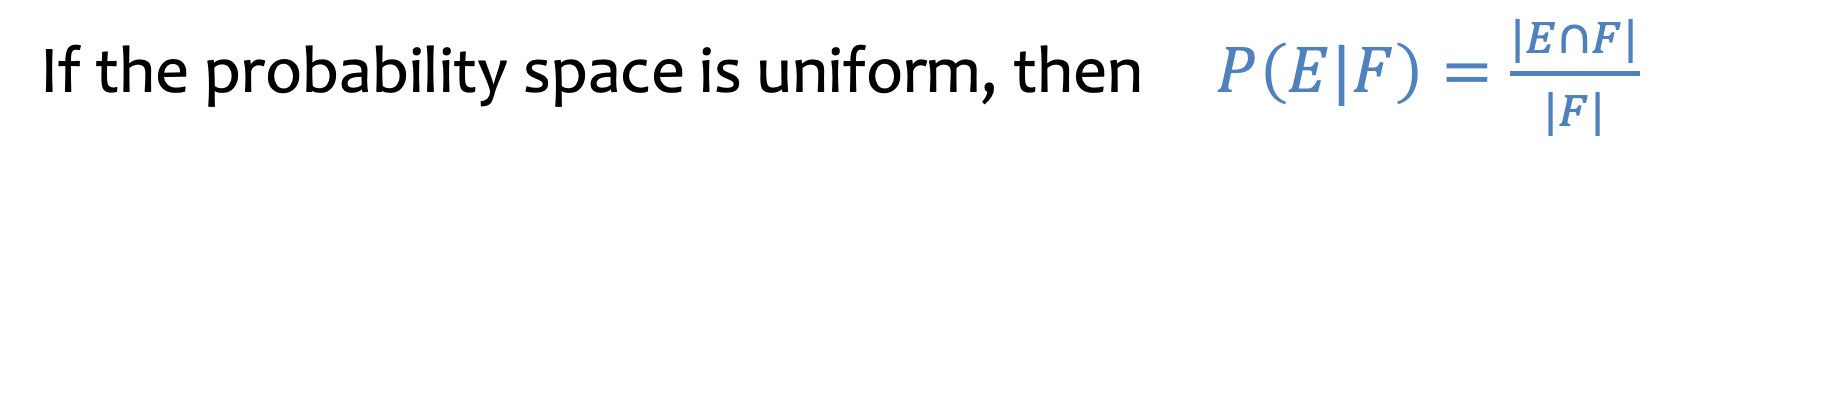 If the probability space is uniform, then P(E|F) = |E∩F| / |F|